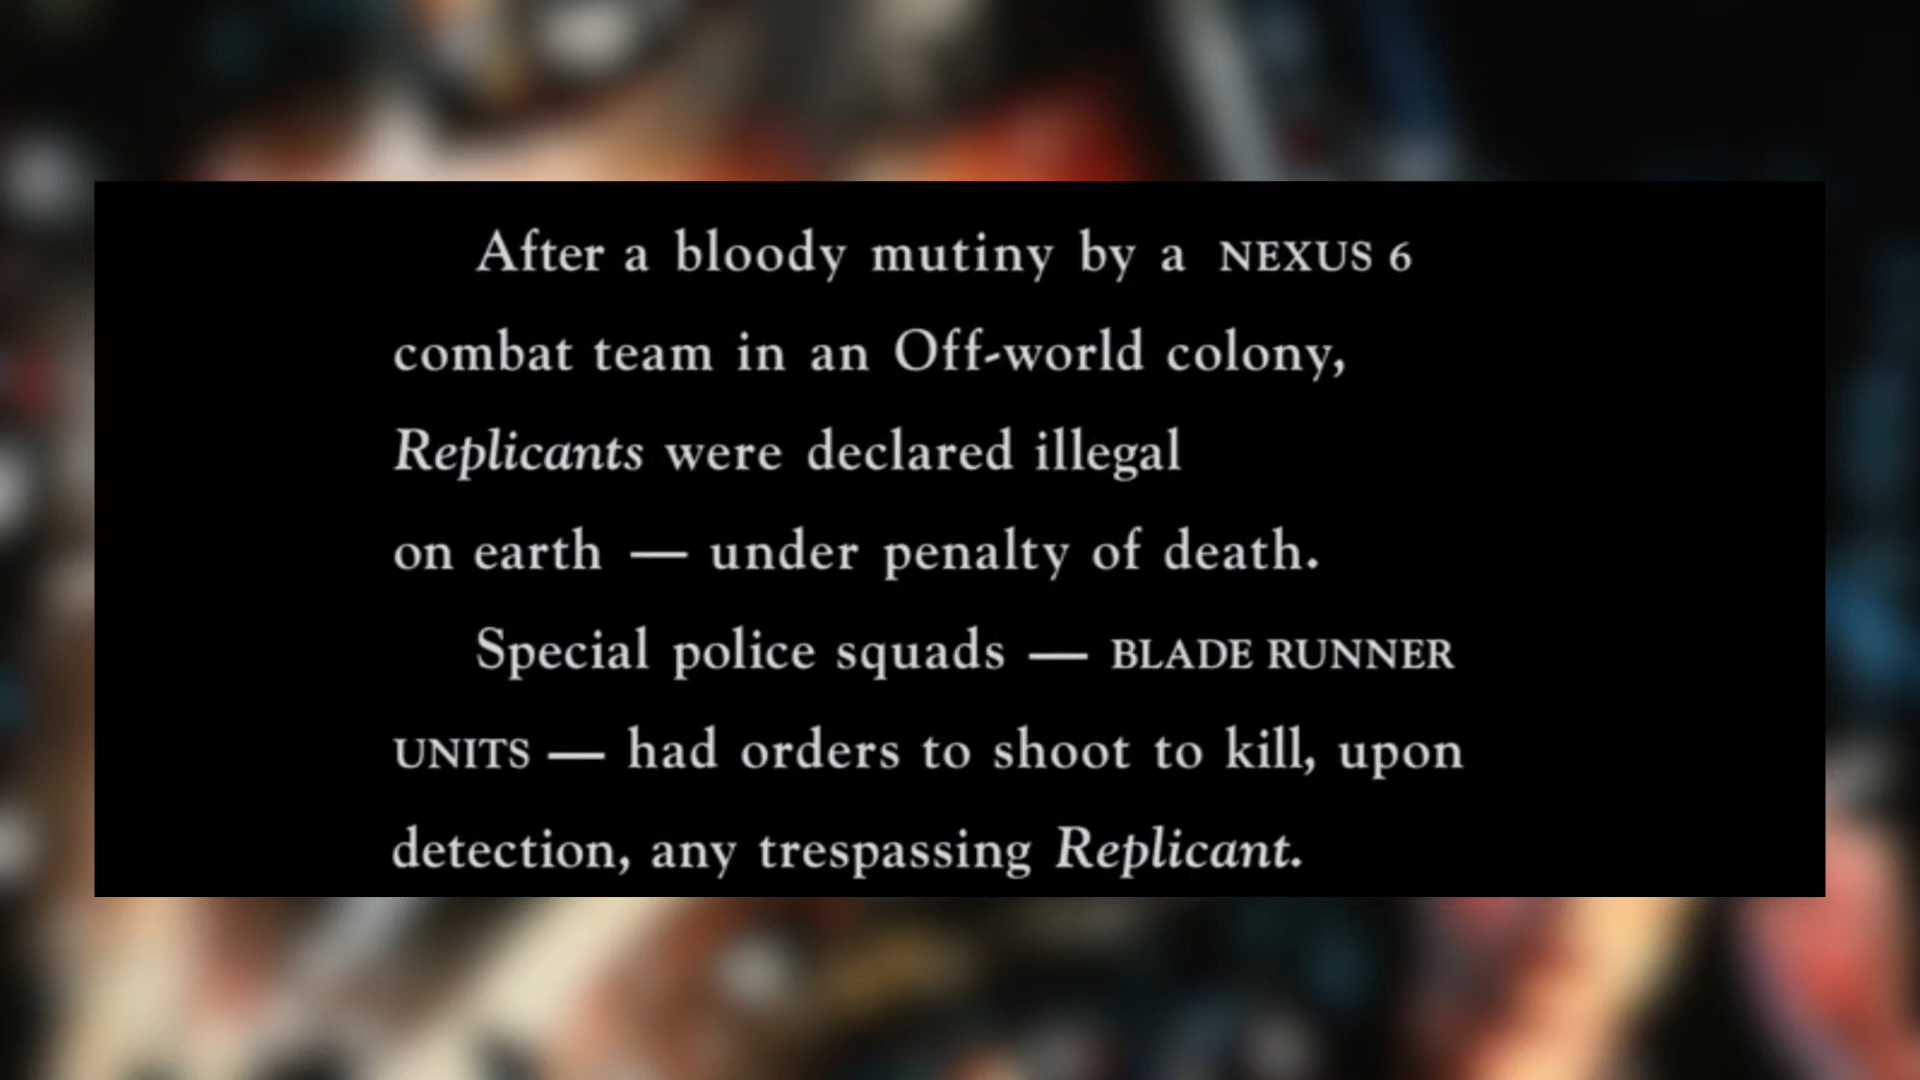 After a bloody mutiny by a NEXUS 6
combat team in an Off-world colony,
Replicants were declared illegal
on earth — under penalty of death.
Special police squads — BLADE RUNNER
UNITS — had orders to shoot to kill, upon
detection, any trespassing Replicant.